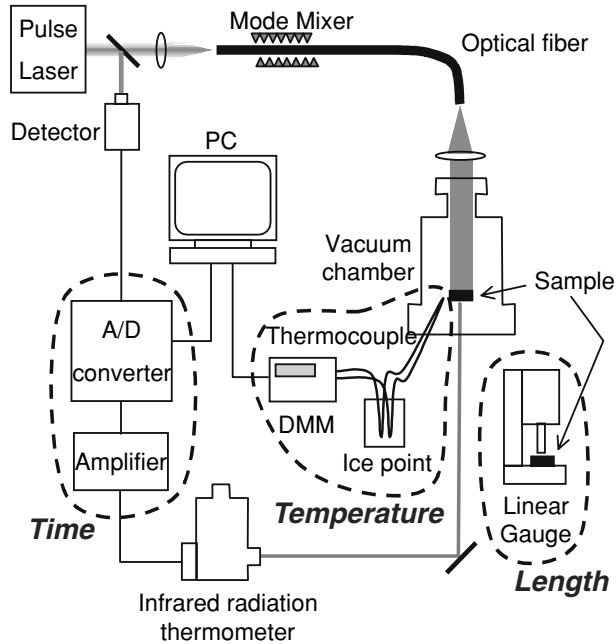 Pulse
Laser
Mode Mixer
Optical fiber
Detector
PC
Vacuum
chamber
Sample
A/D
converter
Thermocouple
DMM
Ice point
Amplifier
Linear
Gauge
Time
Temperature
Length
Infrared radiation
thermometer